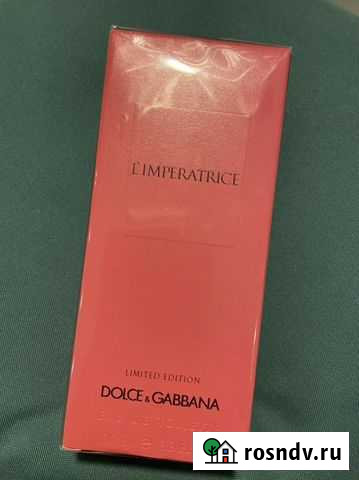 L'IMPERATRICE
LIMITED EDITION
DOLCE & GABBANA
rosndv.ru